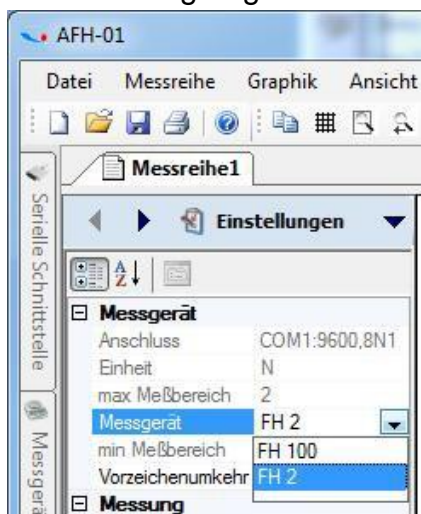 AFH-01
Datei Messreihe Graphik Ansicht
Messreihe1
Einstellungen
Serielle Schnittstelle
Messgerät
Anschluss COM1:9600,8N1
Einheit N
max Meßbereich 2
Messgerät FH 2
min Meßbereich FH 100
Vorzeichenumkehr FH 2
Messung